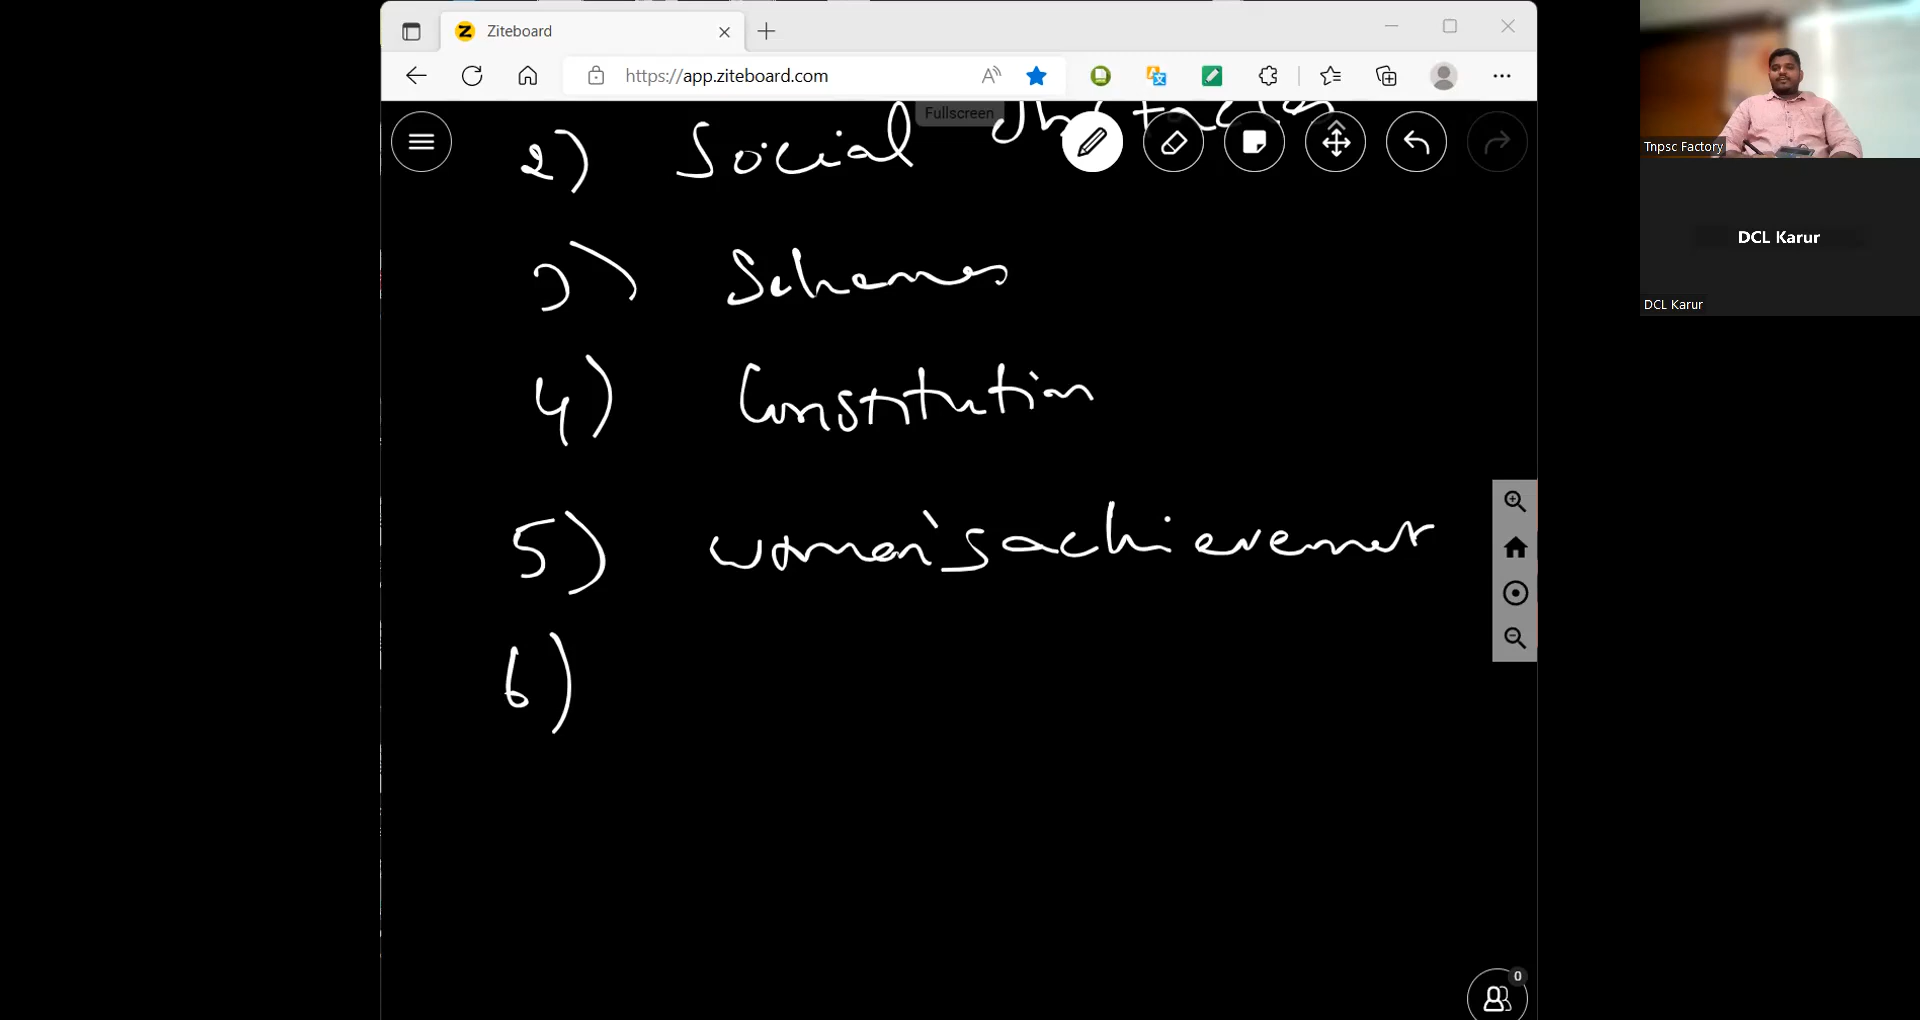 Ziteboard
https://app.ziteboard.com
Fullscreen
2) Social obstacles
3) Schemes
4) Constitution
5) women's achievement
6)
0
Tnpsc Factory
DCL Karur
DCL Karur